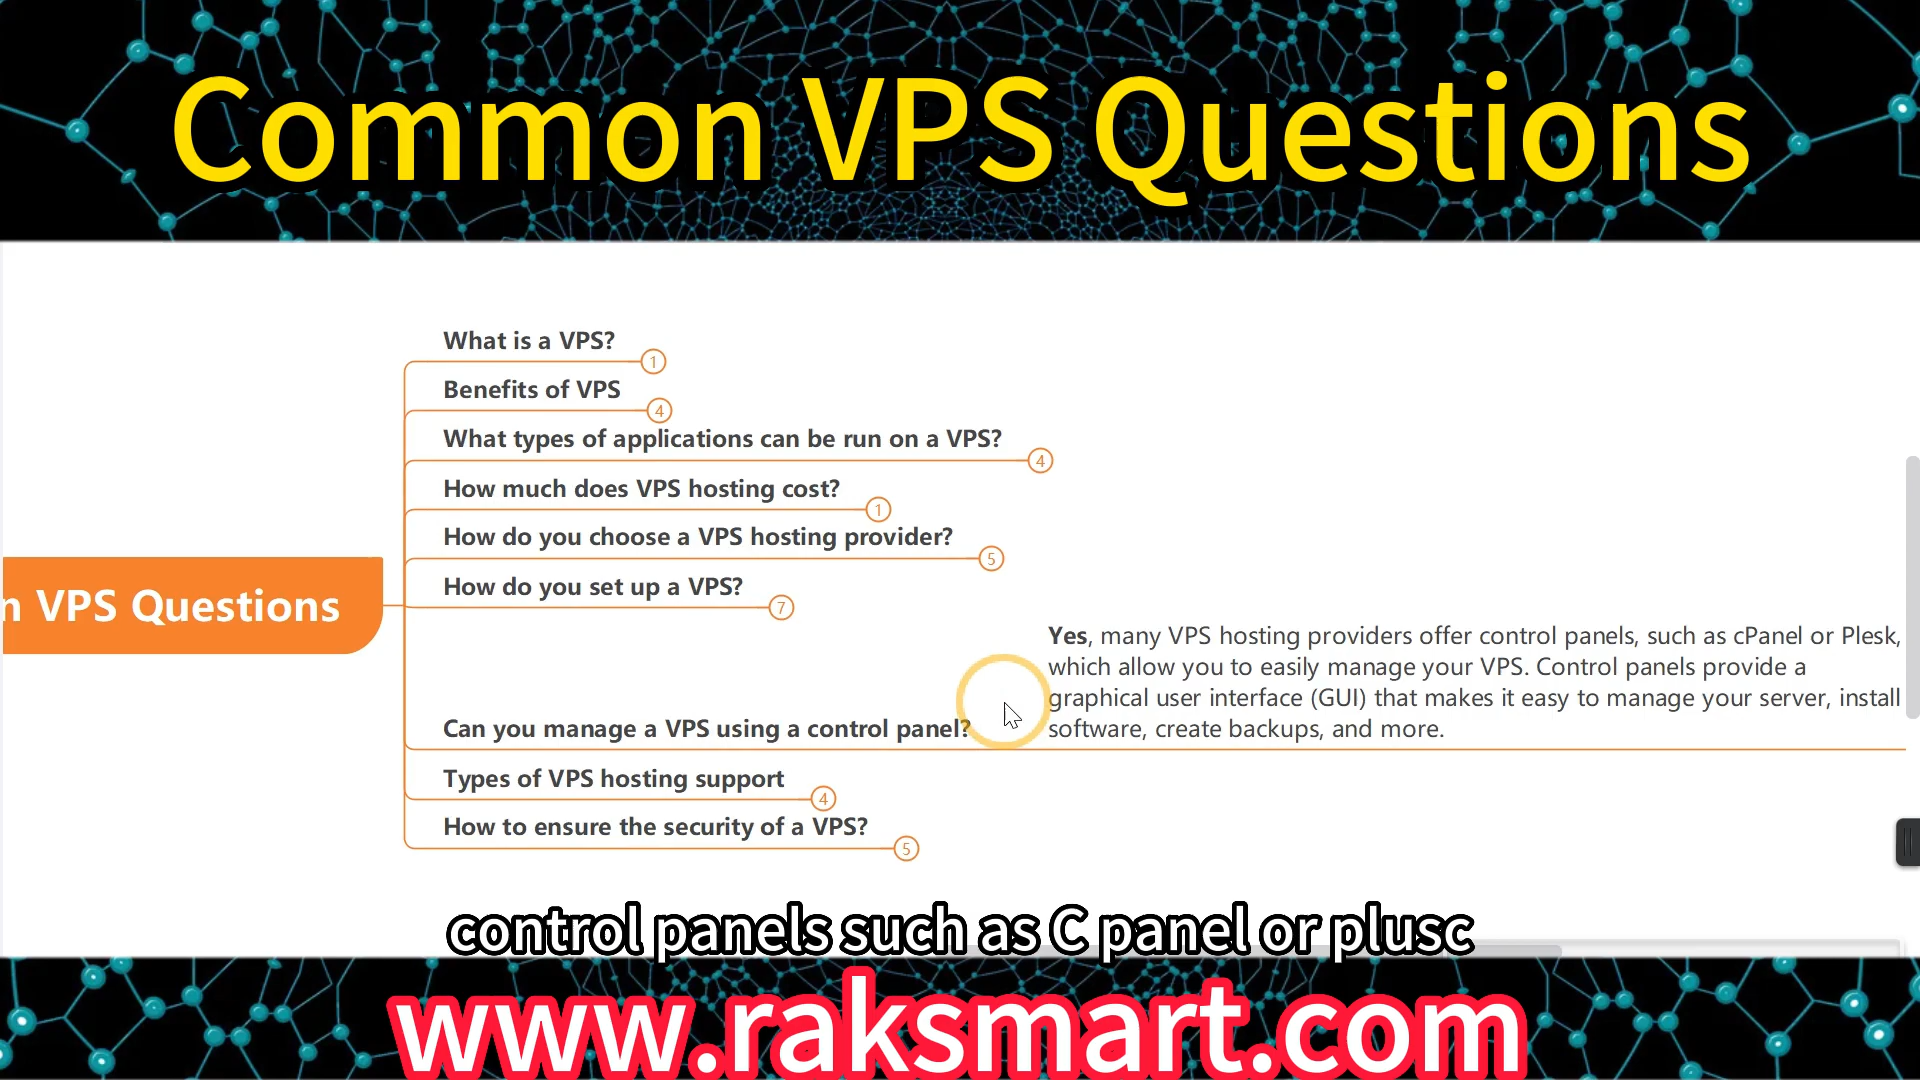 Common VPS Questions
What is a VPS?
1
Benefits of VPS
4
What types of applications can be run on a VPS?
4
How much does VPS hosting cost?
1
How do you choose a VPS hosting provider?
5
How do you set up a VPS?
7
n VPS Questions
Yes, many VPS hosting providers offer control panels, such as cPanel or Plesk,
which allow you to easily manage your VPS. Control panels provide a
graphical user interface (GUI) that makes it easy to manage your server, install
software, create backups, and more.
Can you manage a VPS using a control panel?
Types of VPS hosting support
4
How to ensure the security of a VPS?
5
control panels such as C panel or plusc
www.raksmart.com